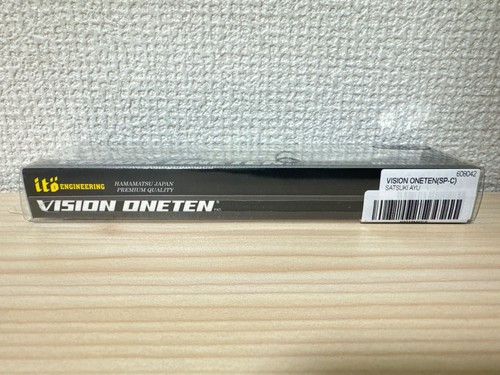 ito ENGINEERING
HAMAMATSU JAPAN
PREMIUM QUALITY
VISION ONETEN
609042
VISION ONETEN(SP-C)
SATSUKI AYU